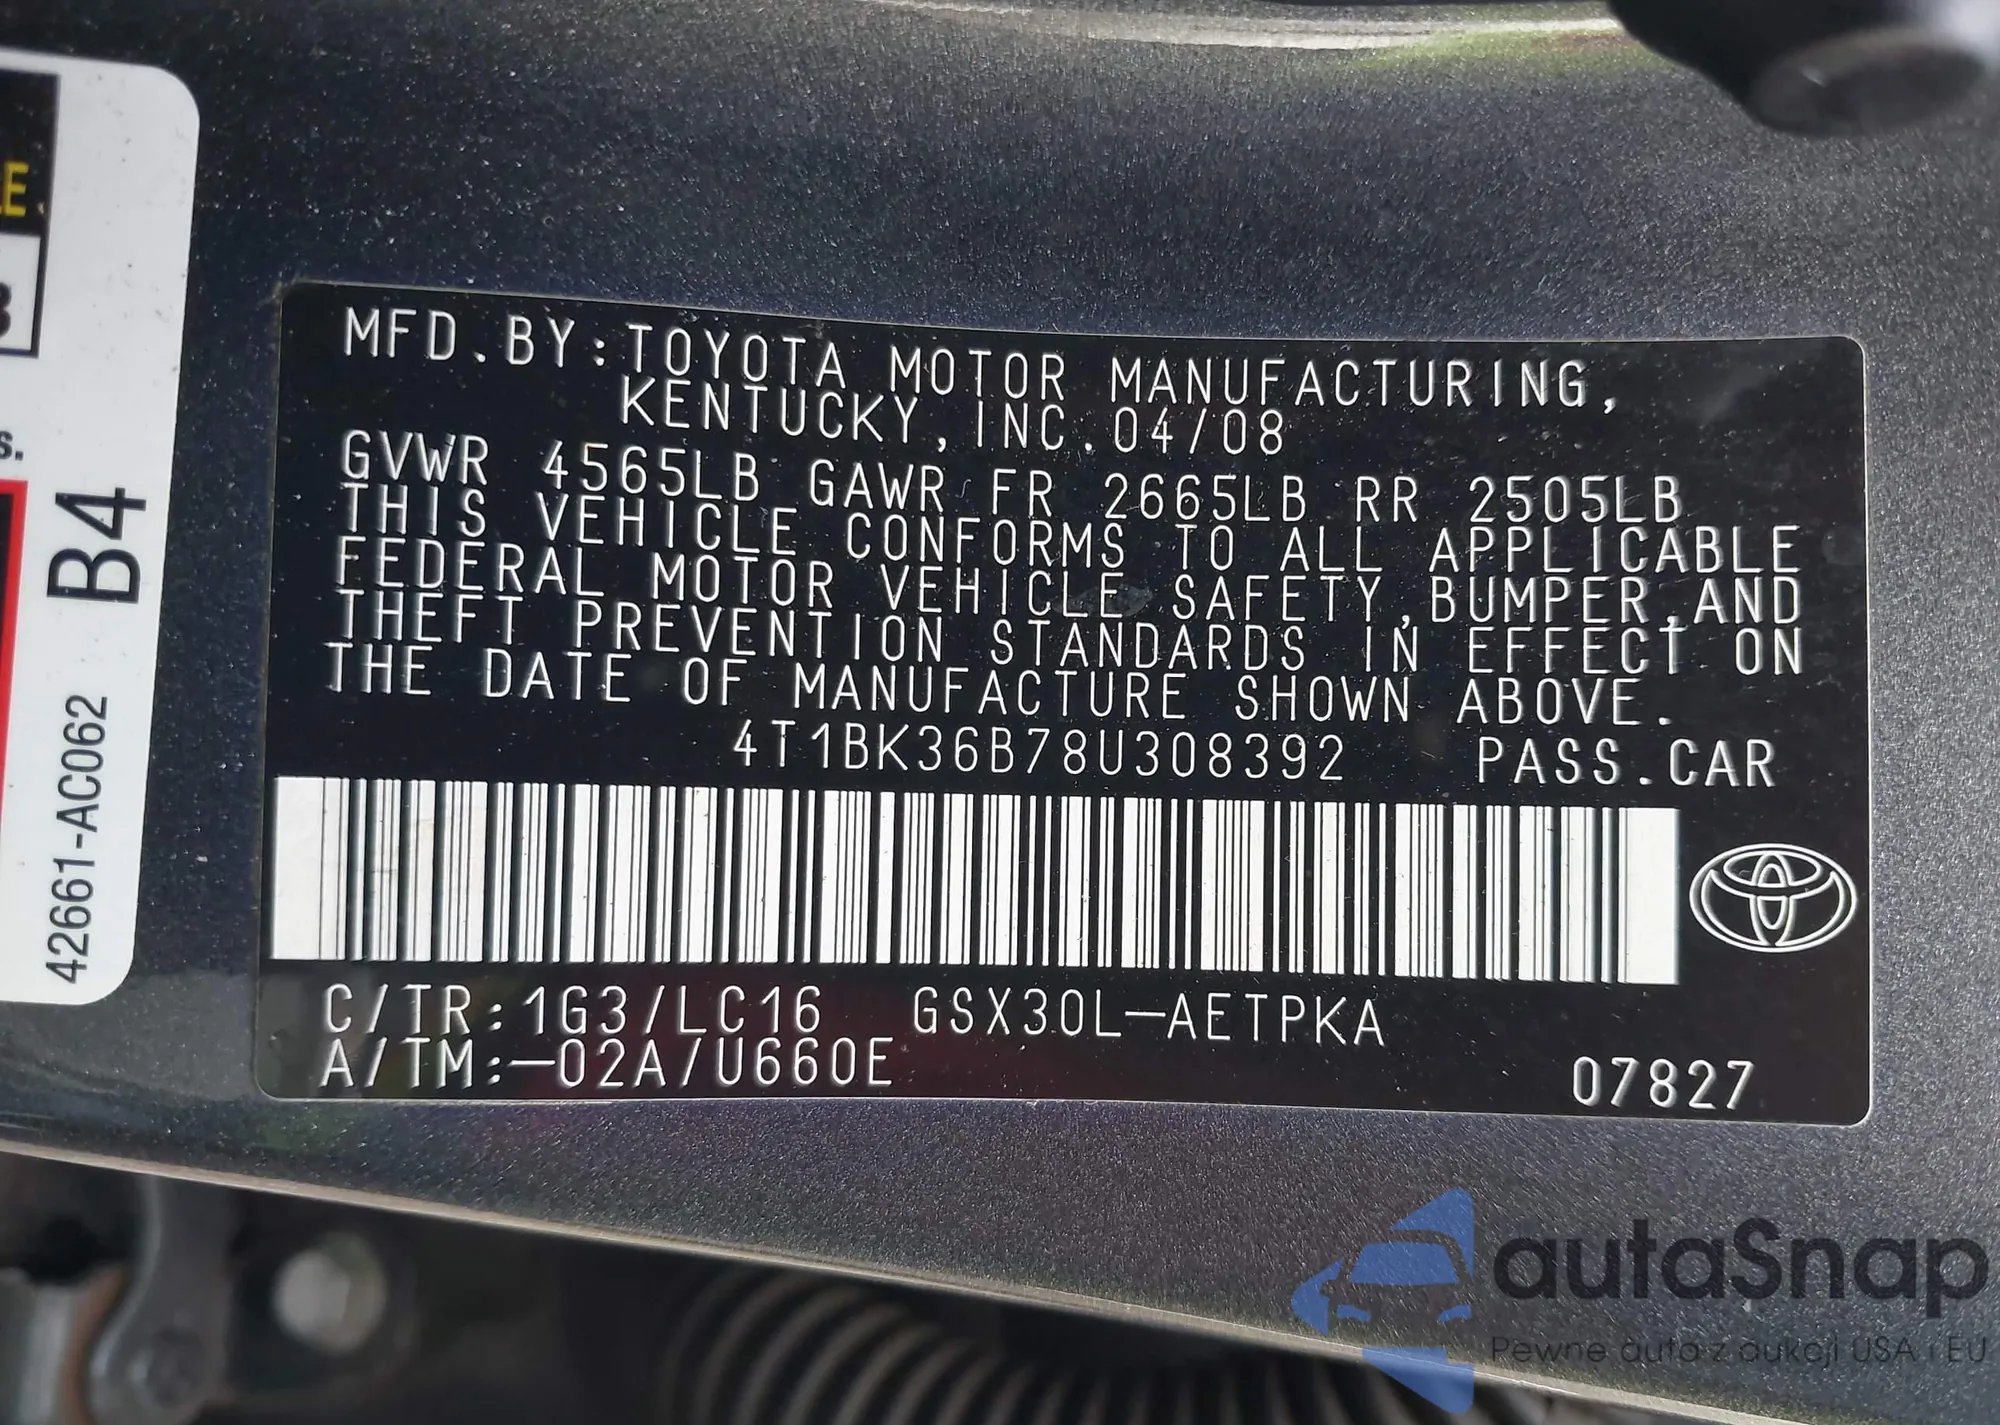 E
B4
42661-AC062
s.
MFD.BY:TOYOTA MOTOR MANUFACTURING,
KENTUCKY,INC.04/08
GVWR 4565LB GAWR FR 2665LB RR 2505LB
THIS VEHICLE CONFORMS TO ALL APPLICABLE
FEDERAL MOTOR VEHICLE SAFETY,BUMPER,AND
THEFT PREVENTION STANDARDS IN EFFECT ON
THE DATE OF MANUFACTURE SHOWN ABOVE.
4T1BK36B78U308392 PASS.CAR
C/TR:1G3/LC16 GSX30L-AETPKA
A/TM:-02A/U660E
07827
autaSnap
Pewne auta z aukcji USA i EU